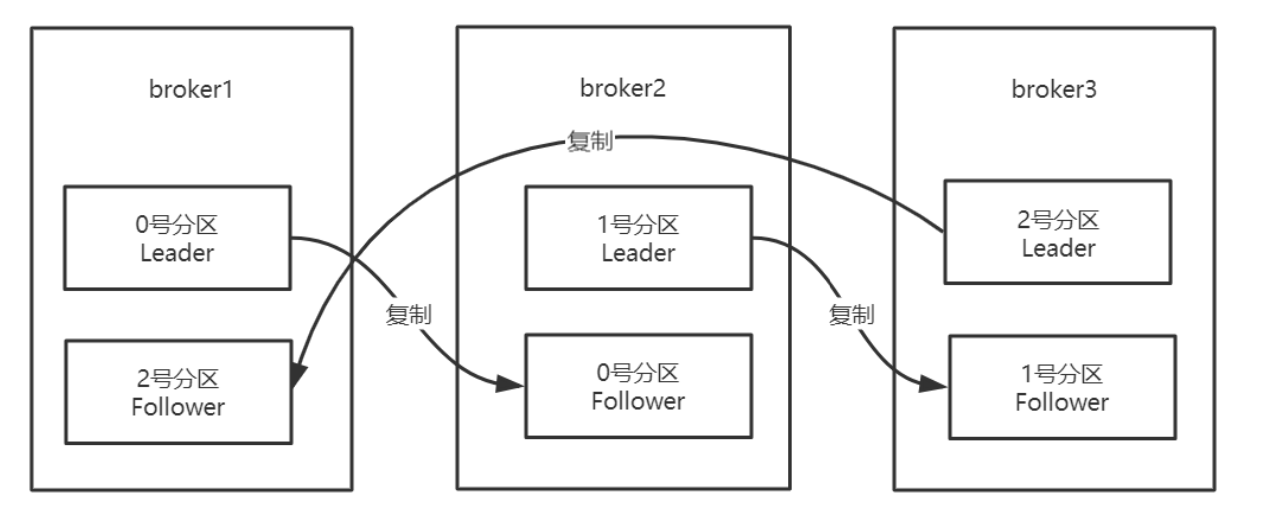 broker1
broker2
broker3
复制
0号分区
Leader
1号分区
Leader
2号分区
Leader
复制
复制
2号分区
Follower
0号分区
Follower
1号分区
Follower